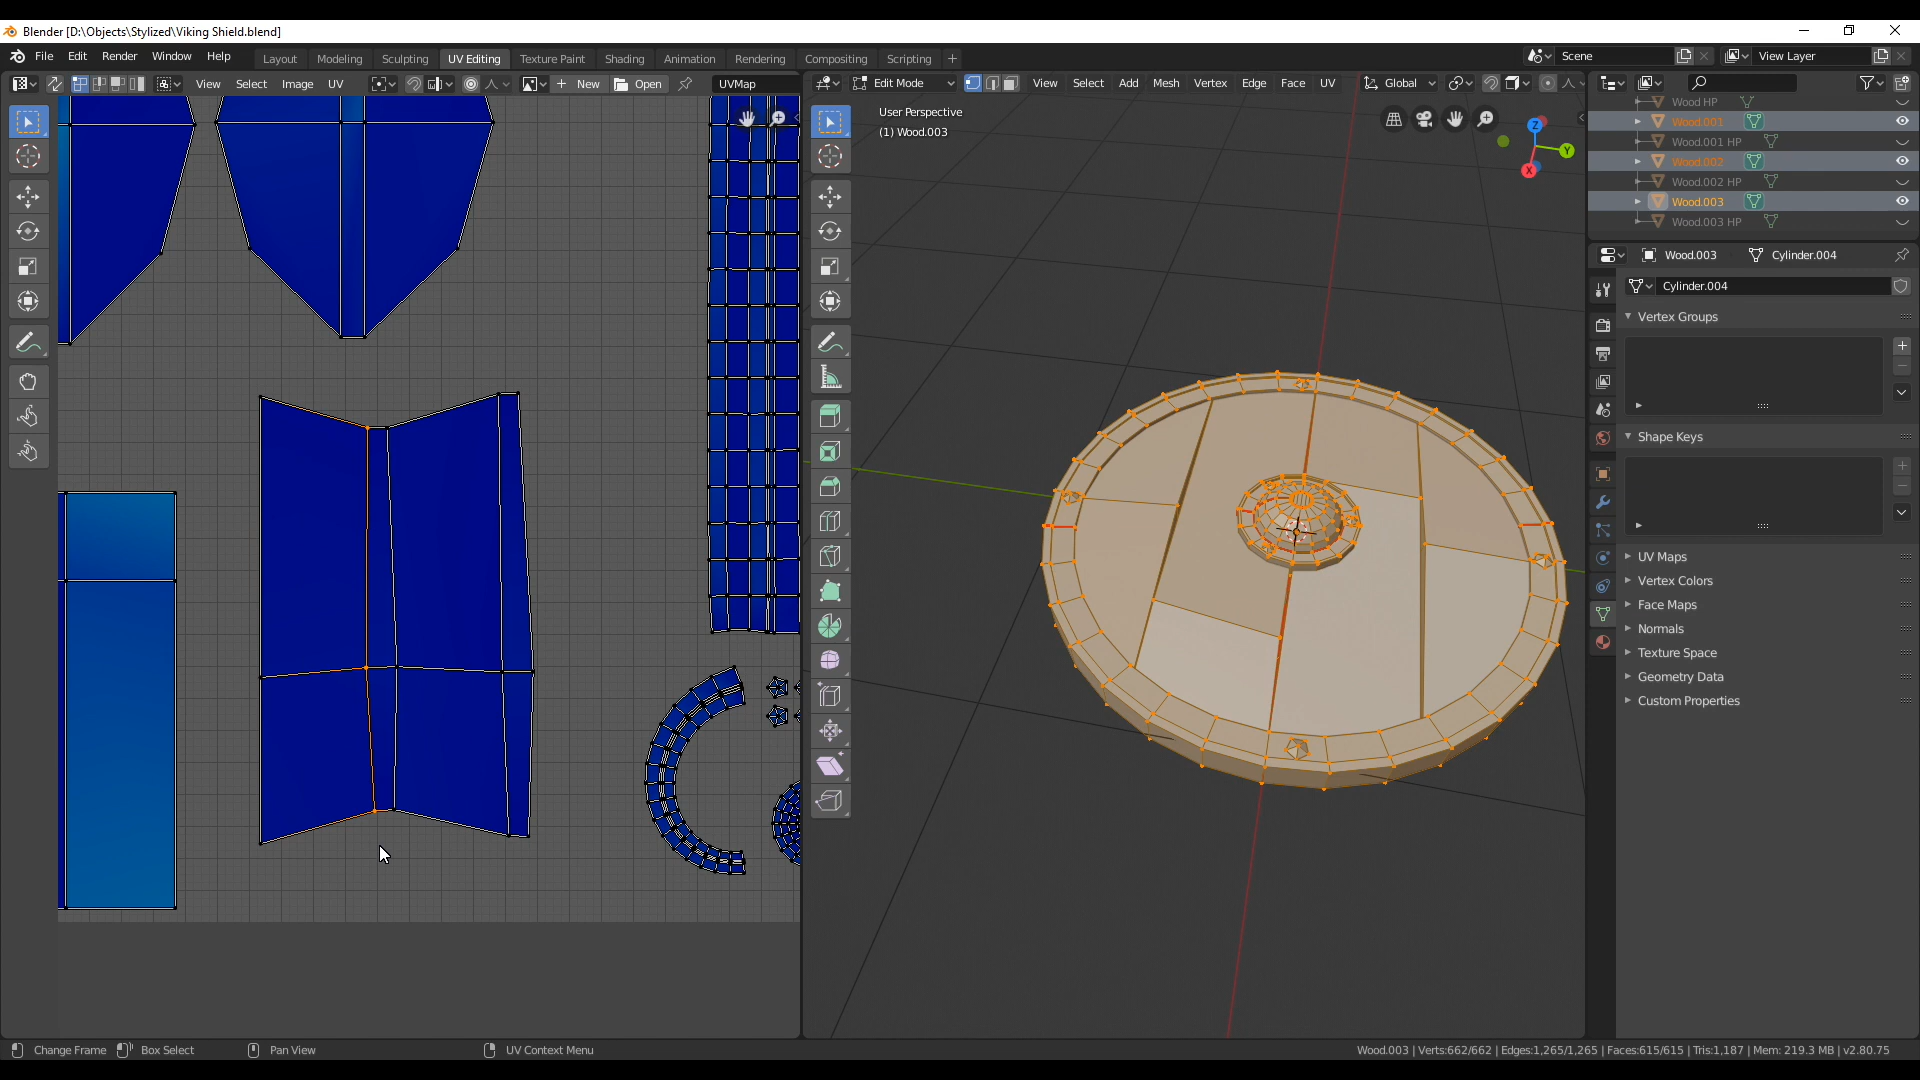 Blender [D:\Objects\Stylized\Viking Shield.blend]
File Edit Render Window Help
Layout Modeling Sculpting UV Editing Texture Paint Shading Animation Rendering Compositing Scripting +
Scene
View Layer
View Select Image UV
+ New Open
UVMap
Edit Mode
View Select Add Mesh Vertex Edge Face UV
Global
User Perspective
(1) Wood.003
Z
Y
X
Wood HP
Wood.001
Wood.001 HP
Wood.002
Wood.002 HP
Wood.003
Wood.003 HP
Wood.003 Cylinder.004
Cylinder.004
Vertex Groups
Shape Keys
UV Maps
Vertex Colors
Face Maps
Normals
Texture Space
Geometry Data
Custom Properties
Change Frame
Box Select
Pan View
UV Context Menu
Wood.003 | Verts:662/662 | Edges:1,265/1,265 | Faces:615/615 | Tris:1,187 | Mem: 219.3 MB | v2.80.75